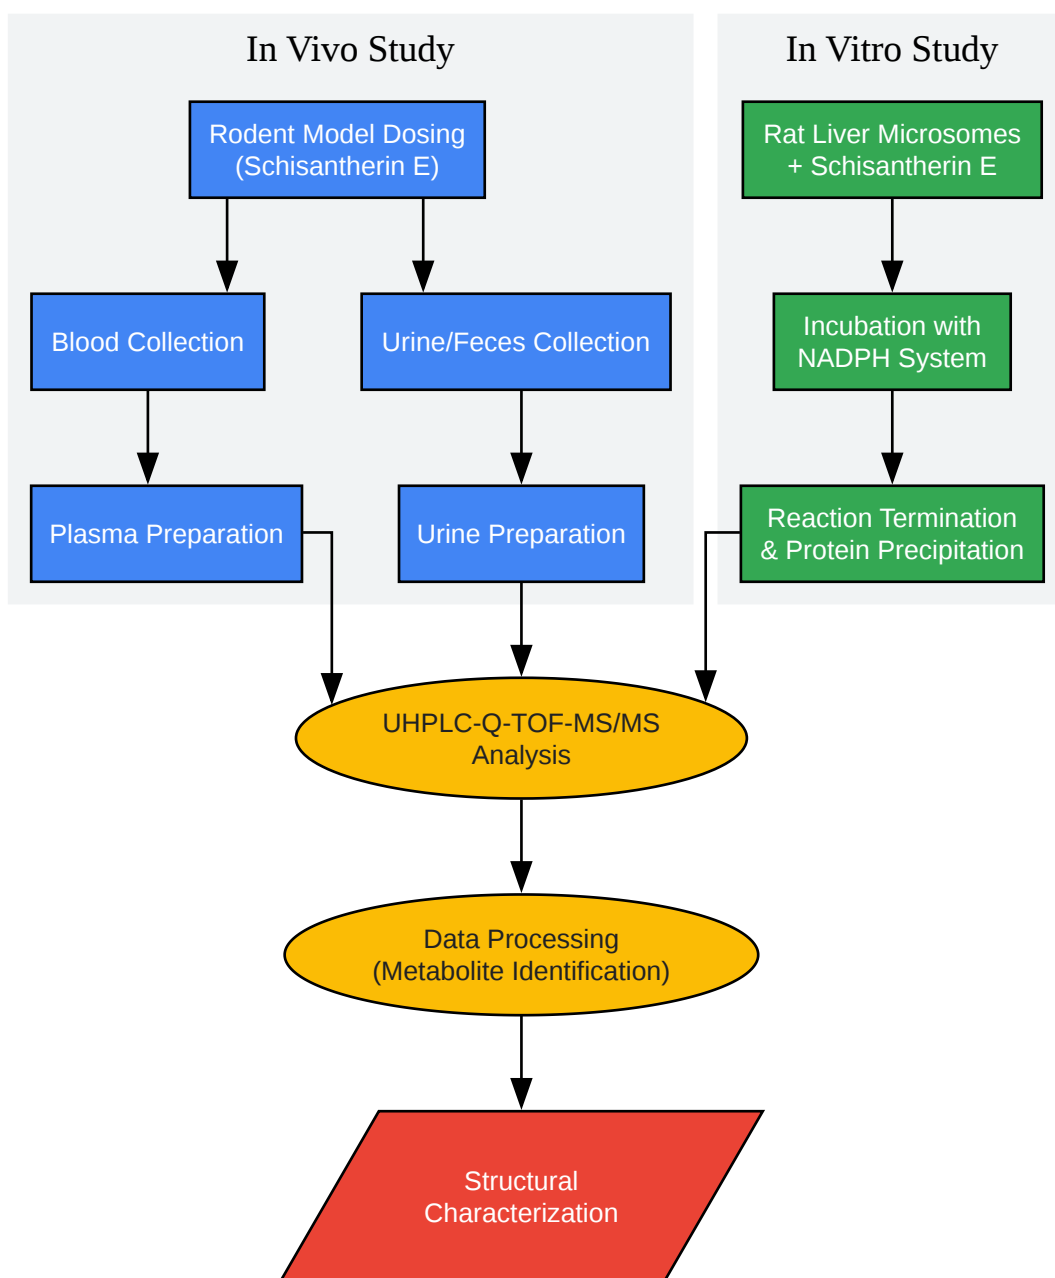 In Vivo Study
In Vitro Study
Rodent Model Dosing
(Schisantherin E)
Rat Liver Microsomes
+ Schisantherin E
Blood Collection
Urine/Feces Collection
Incubation with
NADPH System
Plasma Preparation
Urine Preparation
Reaction Termination
& Protein Precipitation
UHPLC-Q-TOF-MS/MS
Analysis
Data Processing
(Metabolite Identification)
Structural
Characterization